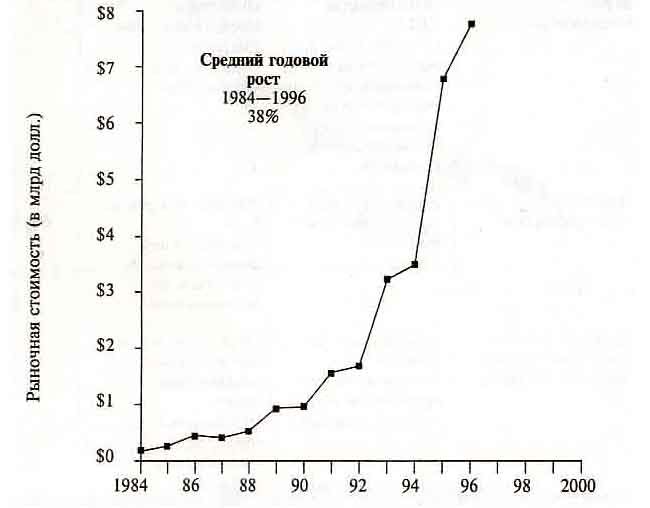 $8
$7
$6
$5
$4
$3
$2
$1
$0
Рыночная стоимость (в млрд долл.)
Средний годовой
рост
1984—1996
38%
1984 86 88 90 92 94 96 98 2000